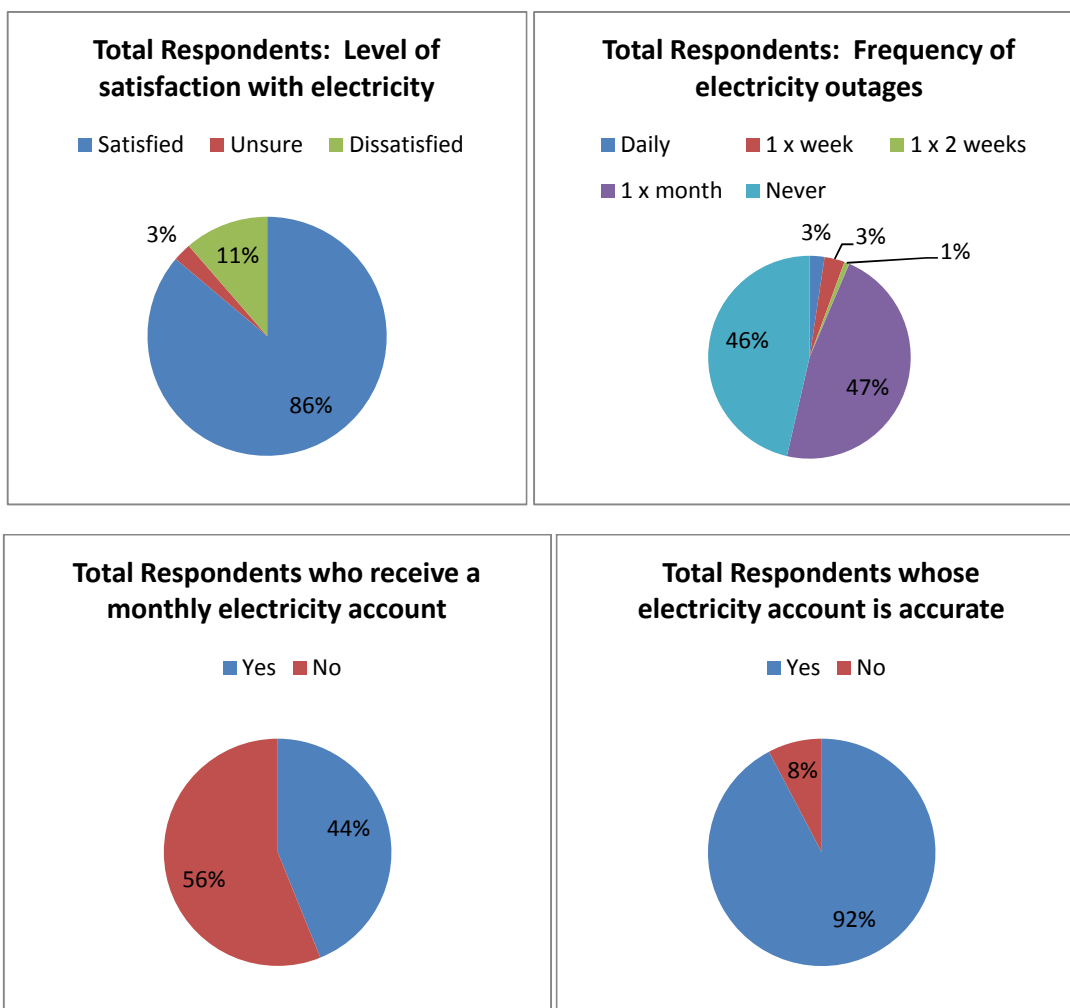 Total Respondents: Level of
satisfaction with electricity
Satisfied Unsure Dissatisfied
3%
11%
86%
Total Respondents: Frequency of
electricity outages
Daily 1 x week 1 x 2 weeks
1 x month Never
3% 3%
1%
46%
47%
Total Respondents who receive a
monthly electricity account
Yes No
44%
56%
Total Respondents whose
electricity account is accurate
Yes No
8%
92%